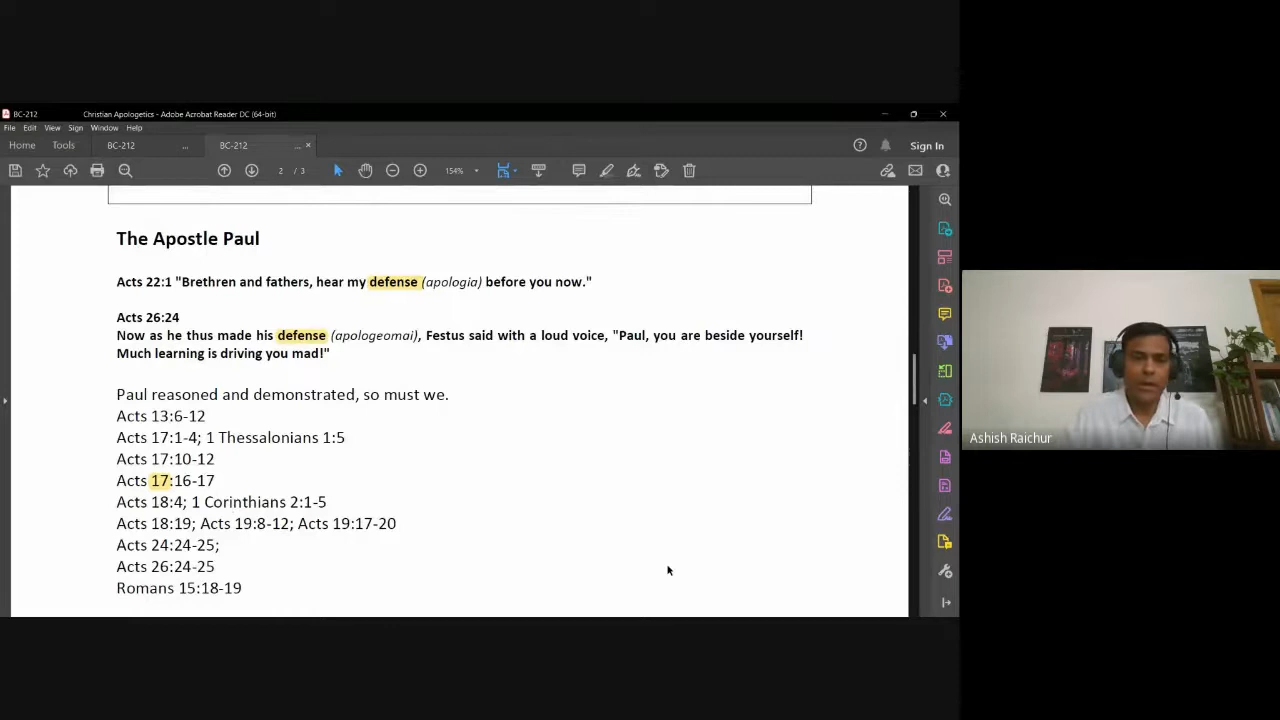 BC-212 Christian Apologetics - Adobe Acrobat Reader DC (64-bit)
File Edit View Sign Window Help
Home Tools BC-212 ... BC-212 ... × Sign In
2 / 3 154%
The Apostle Paul
Acts 22:1 "Brethren and fathers, hear my defense (apologia) before you now."
Acts 26:24
Now as he thus made his defense (apologeomai), Festus said with a loud voice, "Paul, you are beside yourself!
Much learning is driving you mad!"
Paul reasoned and demonstrated, so must we.
Acts 13:6-12
Acts 17:1-4; 1 Thessalonians 1:5
Acts 17:10-12
Acts 17:16-17
Acts 18:4; 1 Corinthians 2:1-5
Acts 18:19; Acts 19:8-12; Acts 19:17-20
Acts 24:24-25;
Acts 26:24-25
Romans 15:18-19
Ashish Raichur